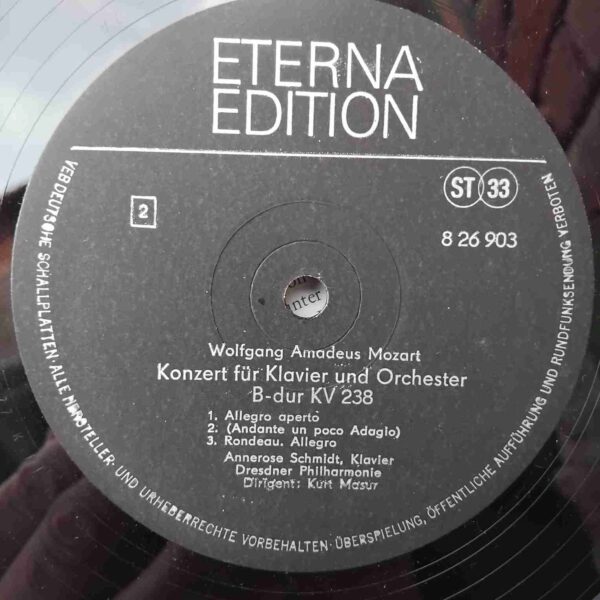 ETERNA
EDITION
ST 33
2
8 26 903
Wolfgang Amadeus Mozart
Konzert für Klavier und Orchester
B-dur KV 238
1. Allegro aperto
2. (Andante un poco Adagio)
3. Rondeau. Allegro
Annerose Schmidt, Klavier
Dresdner Philharmonie
Dirigent: Kurt Masur
VEB DEUTSCHE SCHALLPLATTEN · ALLE HERSTELLER- UND URHEBERRECHTE VORBEHALTEN · ÜBERSPIELUNG, ÖFFENTLICHE AUFFÜHRUNG UND RUNDFUNKSENDUNG VERBOTEN